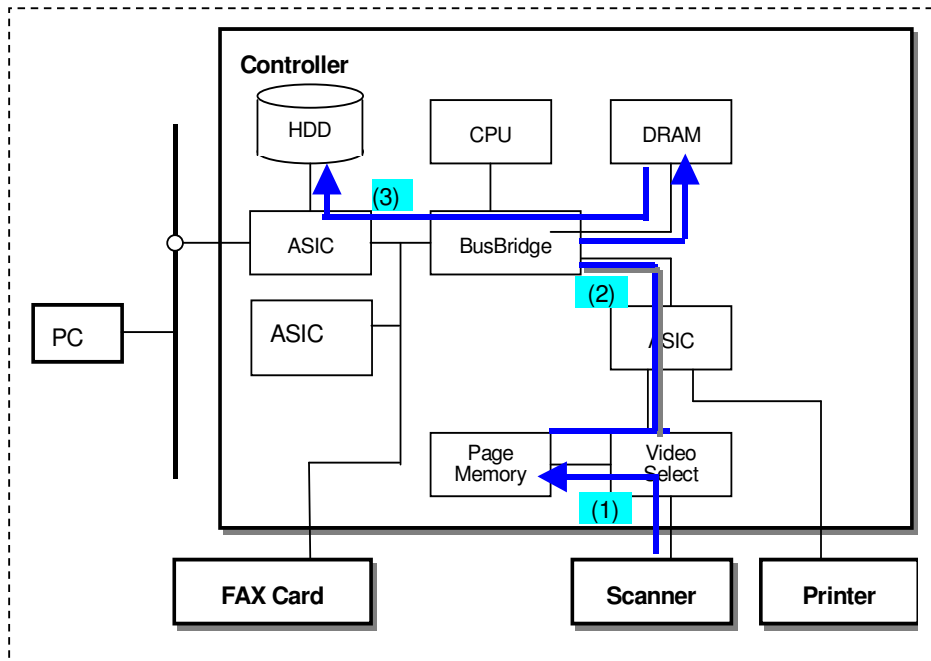 Controller
HDD
CPU
DRAM
(3)
ASIC
BusBridge
(2)
ASIC
ASIC
PC
Page
Memory
Video
Select
(1)
FAX Card
Scanner
Printer